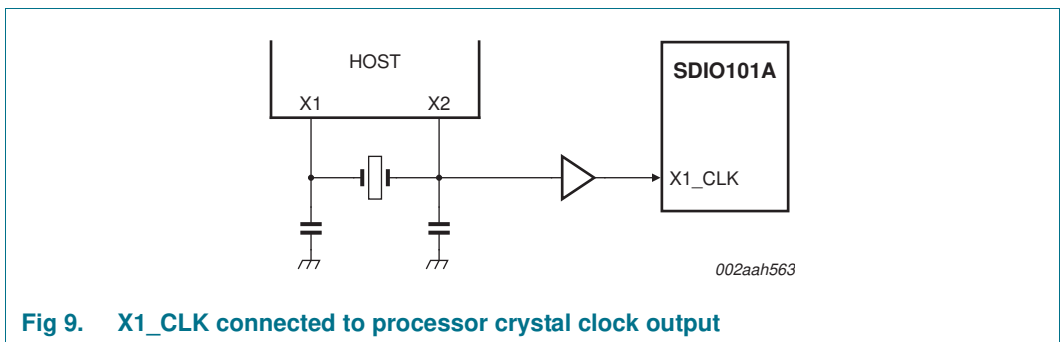 HOST
SDIO101A
X1
X2
X1_CLK
002aah563
Fig 9. X1_CLK connected to processor crystal clock output